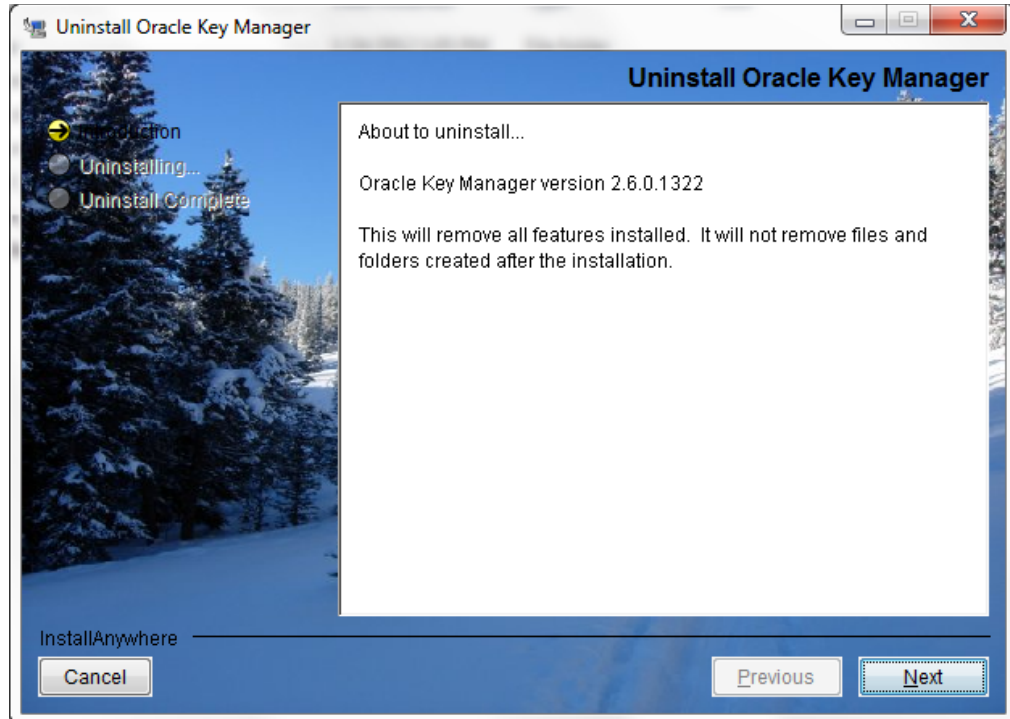 Uninstall Oracle Key Manager
Uninstall Oracle Key Manager
Introduction
Uninstalling...
Uninstall Complete
About to uninstall...
Oracle Key Manager version 2.6.0.1322
This will remove all features installed.  It will not remove files and
folders created after the installation.
InstallAnywhere
Cancel
Previous
Next